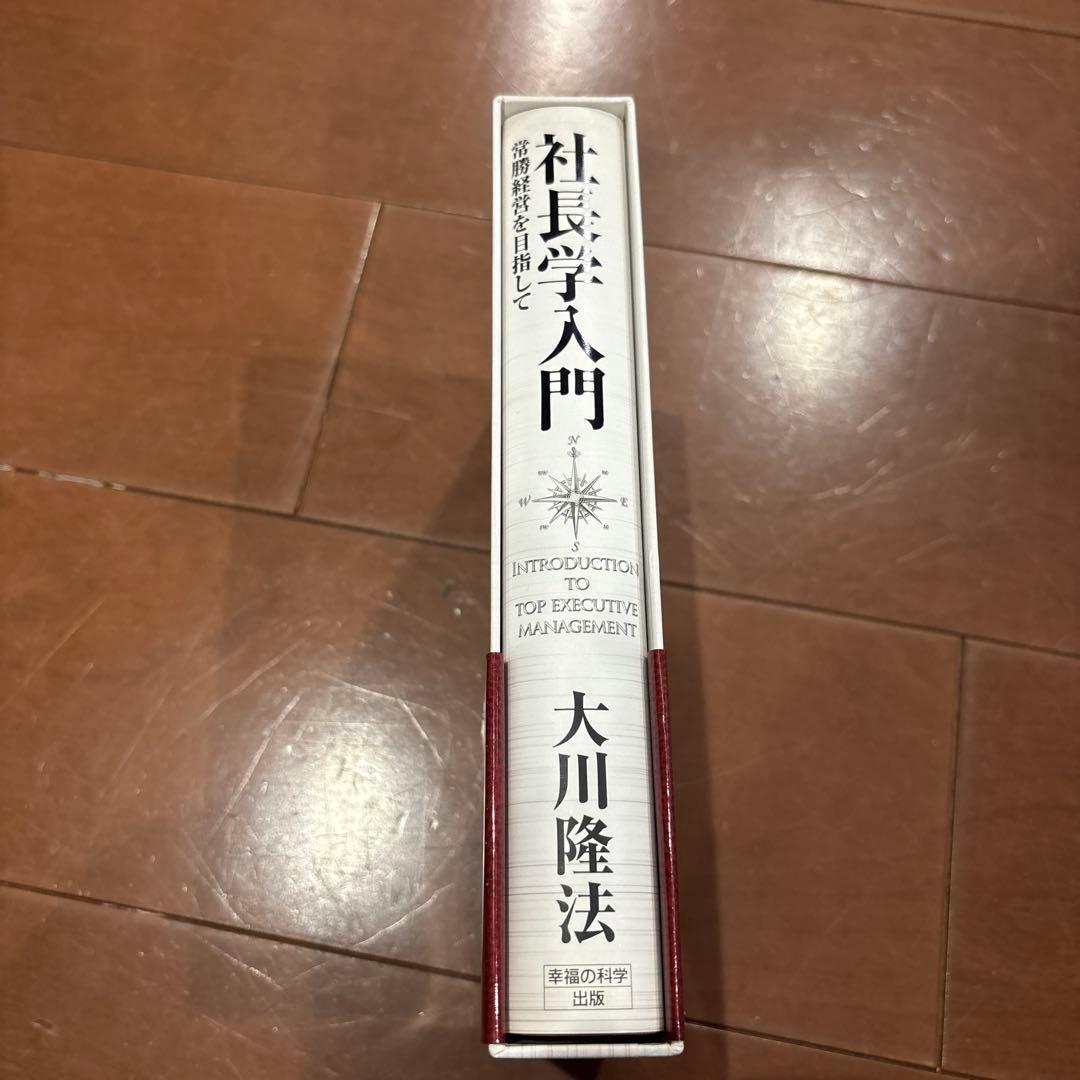 社長学入門
常勝経営を目指して
N
W
E
S
INTRODUCTION
TO
TOP EXECUTIVE
MANAGEMENT
大川隆法
幸福の科学
出版